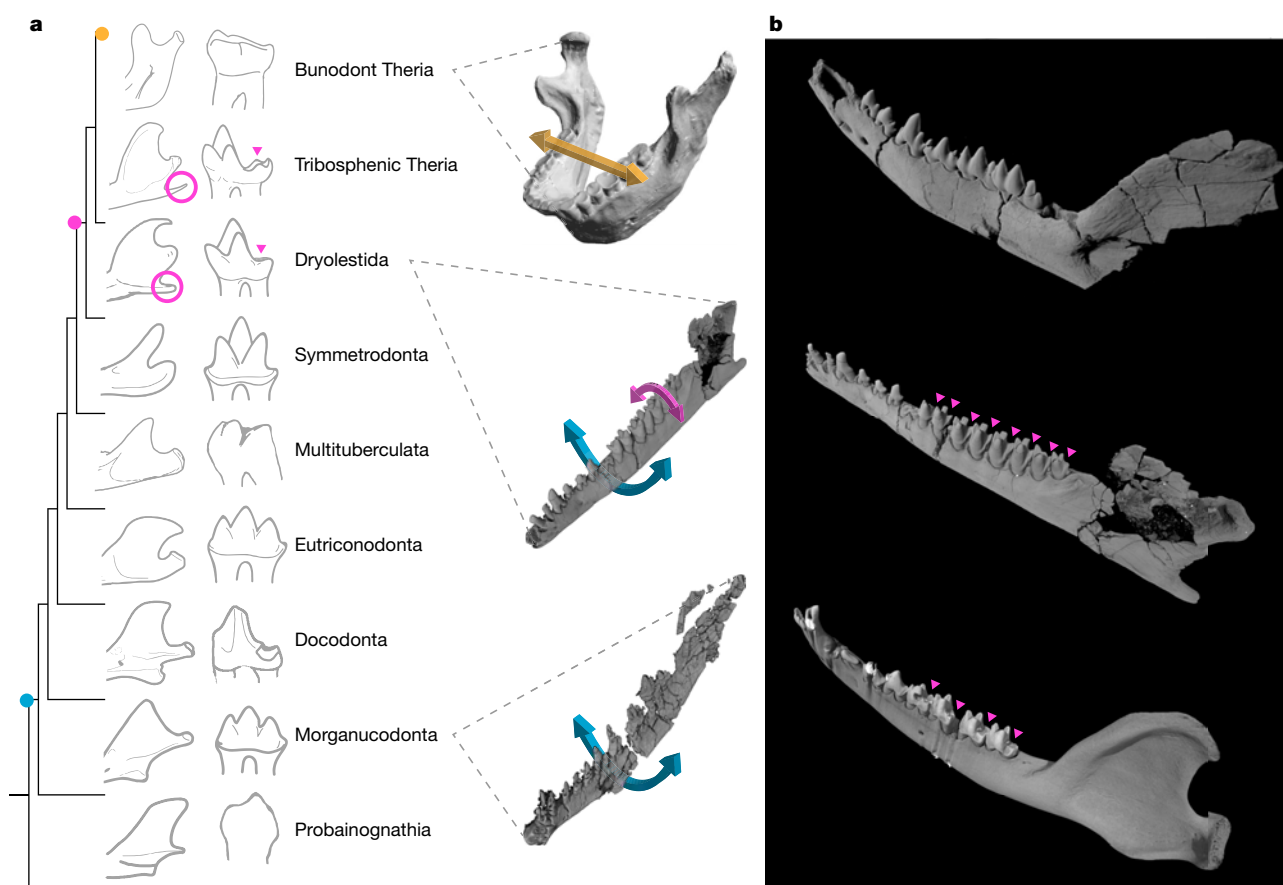 a
Bunodont Theria
Tribosphenic Theria
Dryolestida
Symmetrodonta
Multituberculata
Eutriconodonta
Docodonta
Morganucodonta
Probainognathia
b